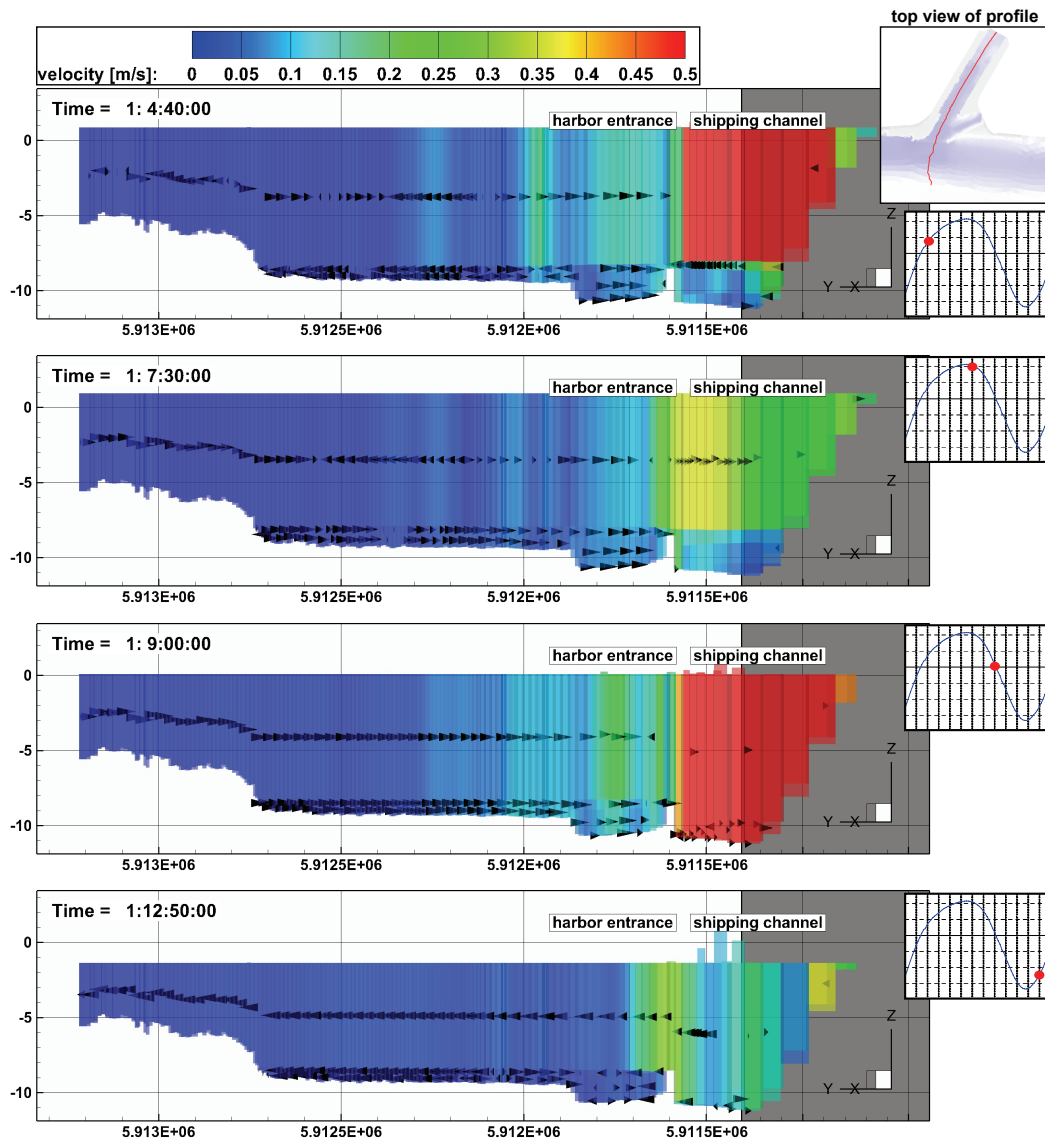 top view of profile
velocity [m/s]: 0 0.05 0.1 0.15 0.2 0.25 0.3 0.35 0.4 0.45 0.5
Time = 1: 4:40:00
harbor entrance shipping channel
0
-5
-10
Z
Y X
5.913E+06 5.9125E+06 5.912E+06 5.9115E+06
Time = 1: 7:30:00
harbor entrance shipping channel
0
-5
-10
Z
Y X
5.913E+06 5.9125E+06 5.912E+06 5.9115E+06
Time = 1: 9:00:00
harbor entrance shipping channel
0
-5
-10
Z
Y X
5.913E+06 5.9125E+06 5.912E+06 5.9115E+06
Time = 1:12:50:00
harbor entrance shipping channel
0
-5
-10
Z
Y X
5.913E+06 5.9125E+06 5.912E+06 5.9115E+06